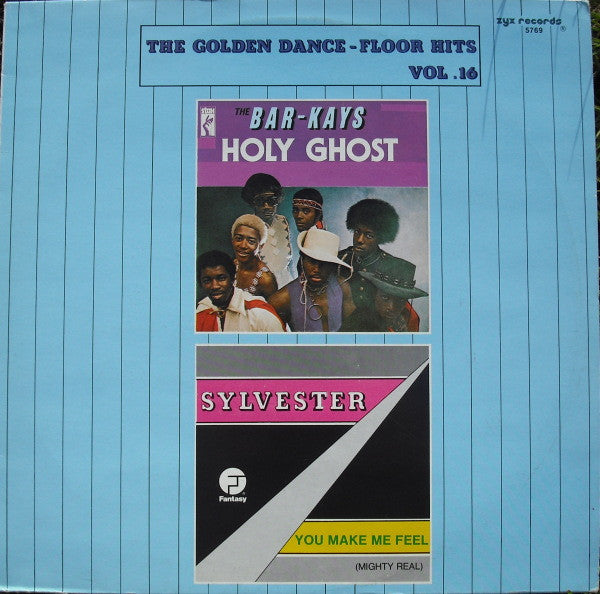 zyx records
5769 ®
THE GOLDEN DANCE-FLOOR HITS
VOL.16
stax
THE BAR-KAYS
HOLY GHOST
SYLVESTER
F
Fantasy
YOU MAKE ME FEEL
(MIGHTY REAL)